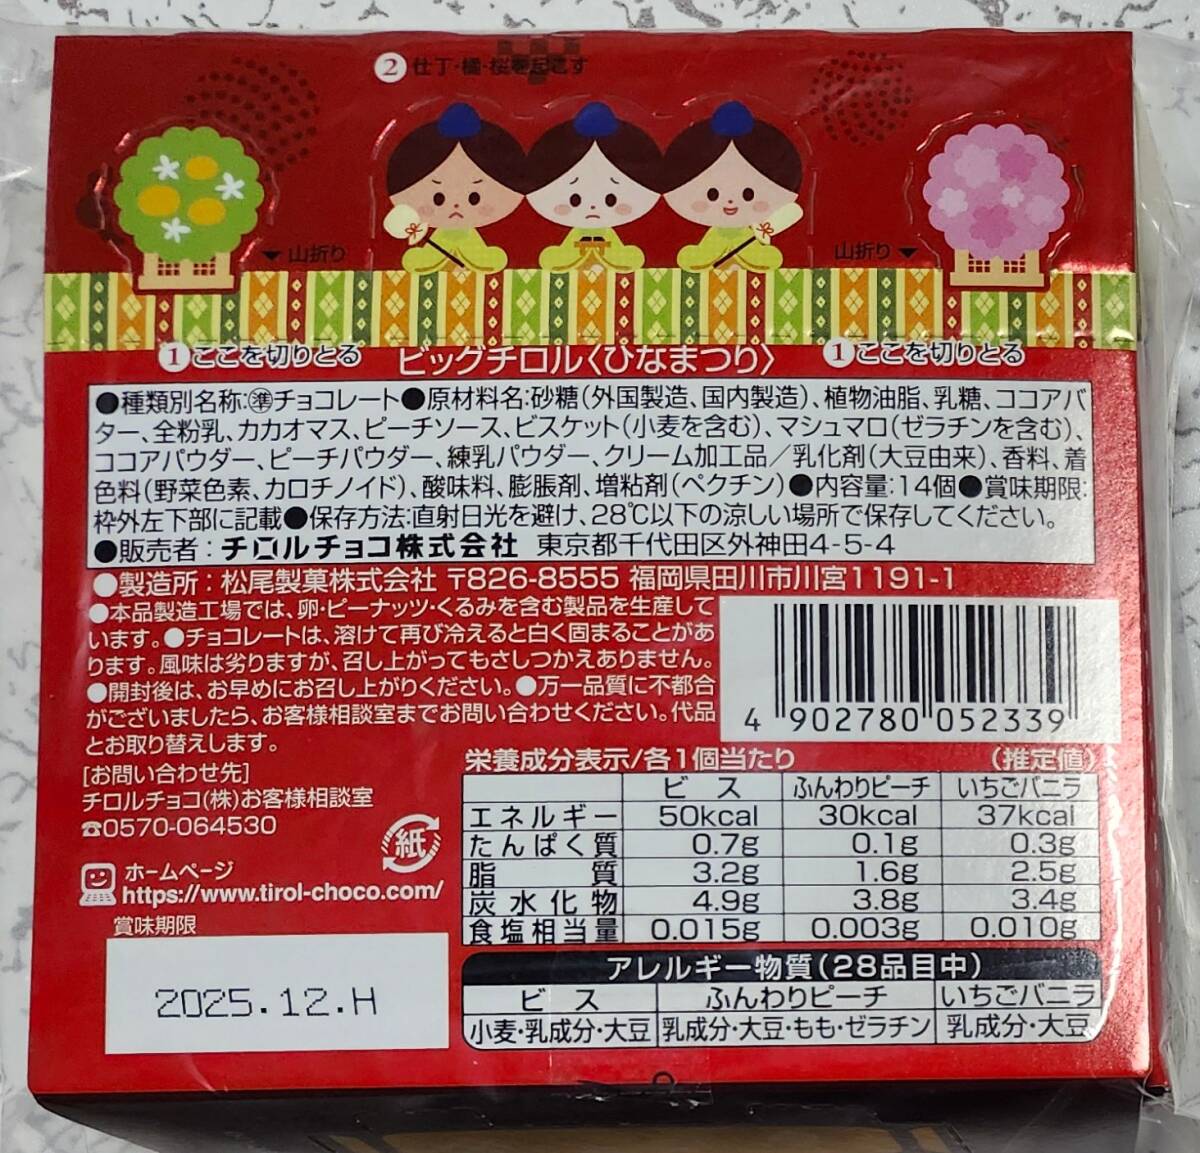 ②仕丁・橘・桜を起こす
▼山折り
山折り▼
①ここを切りとる
ビッグチロル〈ひなまつり〉
①ここを切りとる
●種類別名称:㊟チョコレート●原材料名:砂糖(外国製造、国内製造)、植物油脂、乳糖、ココアバ
ター、全粉乳、カカオマス、ピーチソース、ビスケット(小麦を含む)、マシュマロ(ゼラチンを含む)、
ココアパウダー、ピーチパウダー、練乳パウダー、クリーム加工品／乳化剤(大豆由来)、香料、着
色料(野菜色素、カロチノイド)、酸味料、膨脹剤、増粘剤(ペクチン)●内容量:14個●賞味期限:
枠外左下部に記載●保存方法:直射日光を避け、28℃以下の涼しい場所で保存してください。
●販売者:チロルチョコ株式会社 東京都千代田区外神田4-5-4
●製造所:松尾製菓株式会社 〒826-8555 福岡県田川市川宮1191-1
●本品製造工場では、卵・ピーナッツ・くるみを含む製品を生産して
います。●チョコレートは、溶けて再び冷えると白く固まることがあ
ります。風味は劣りますが、召し上がってもさしつかえありません。
●開封後は、お早めにお召し上がりください。●万一品質に不都合
がございましたら、お客様相談室までお問い合わせください。代品
とお取り替えします。
[お問い合わせ先]
チロルチョコ(株)お客様相談室
☎0570-064530
紙
ホームページ
https://www.tirol-choco.com/
賞味期限
2025.12.H
4 902780 052339
栄養成分表示/各1個当たり (推定値)
ビス ふんわりピーチ いちごバニラ
エネルギー 50kcal 30kcal 37kcal
たんぱく質 0.7g 0.1g 0.3g
脂質 3.2g 1.6g 2.5g
炭水化物 4.9g 3.8g 3.4g
食塩相当量 0.015g 0.003g 0.010g
アレルギー物質(28品目中)
ビス ふんわりピーチ いちごバニラ
小麦・乳成分・大豆 乳成分・大豆・もも・ゼラチン 乳成分・大豆